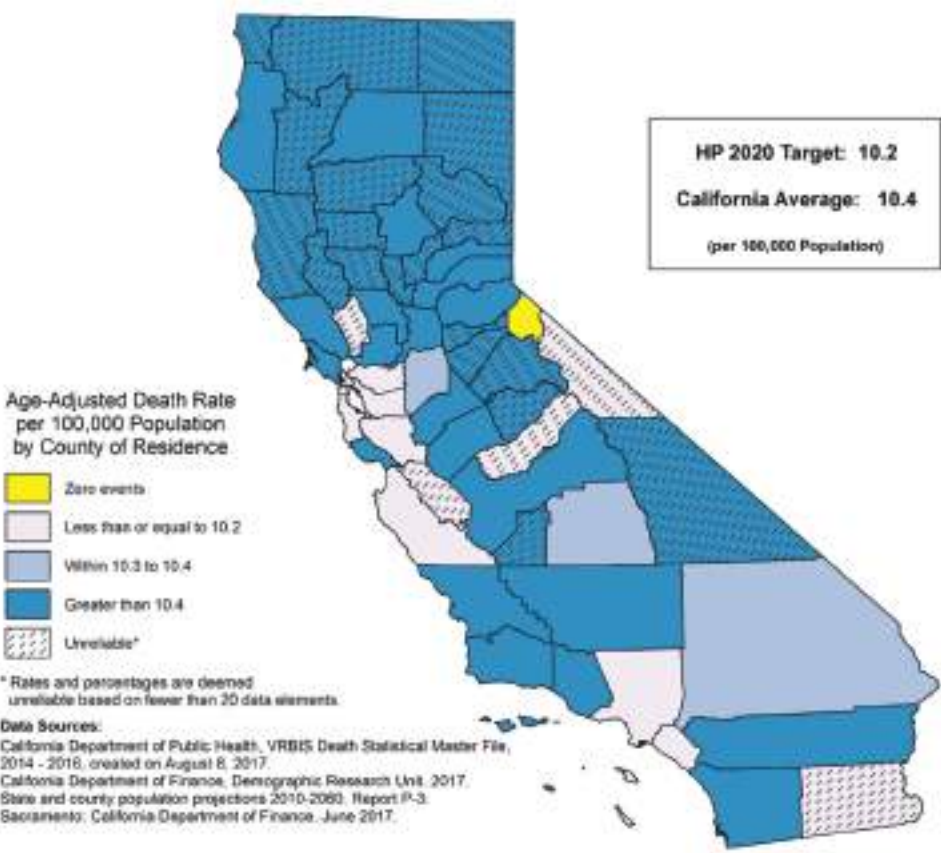 HP 2020 Target: 10.2
California Average: 10.4
(per 100,000 Population)
Age-Adjusted Death Rate
per 100,000 Population
by County of Residence
Zero events
Less than or equal to 10.2
Within 10.3 to 10.4
Greater than 10.4
Unreliable*
* Rates and percentages are deemed
unreliable based on fewer than 20 data elements.
Data Sources:
California Department of Public Health, VRBIS Death Statistical Master File,
2014 - 2016, created on August 8, 2017.
California Department of Finance, Demographic Research Unit. 2017.
State and county population projections 2010-2060. Report P-3.
Sacramento: California Department of Finance. June 2017.